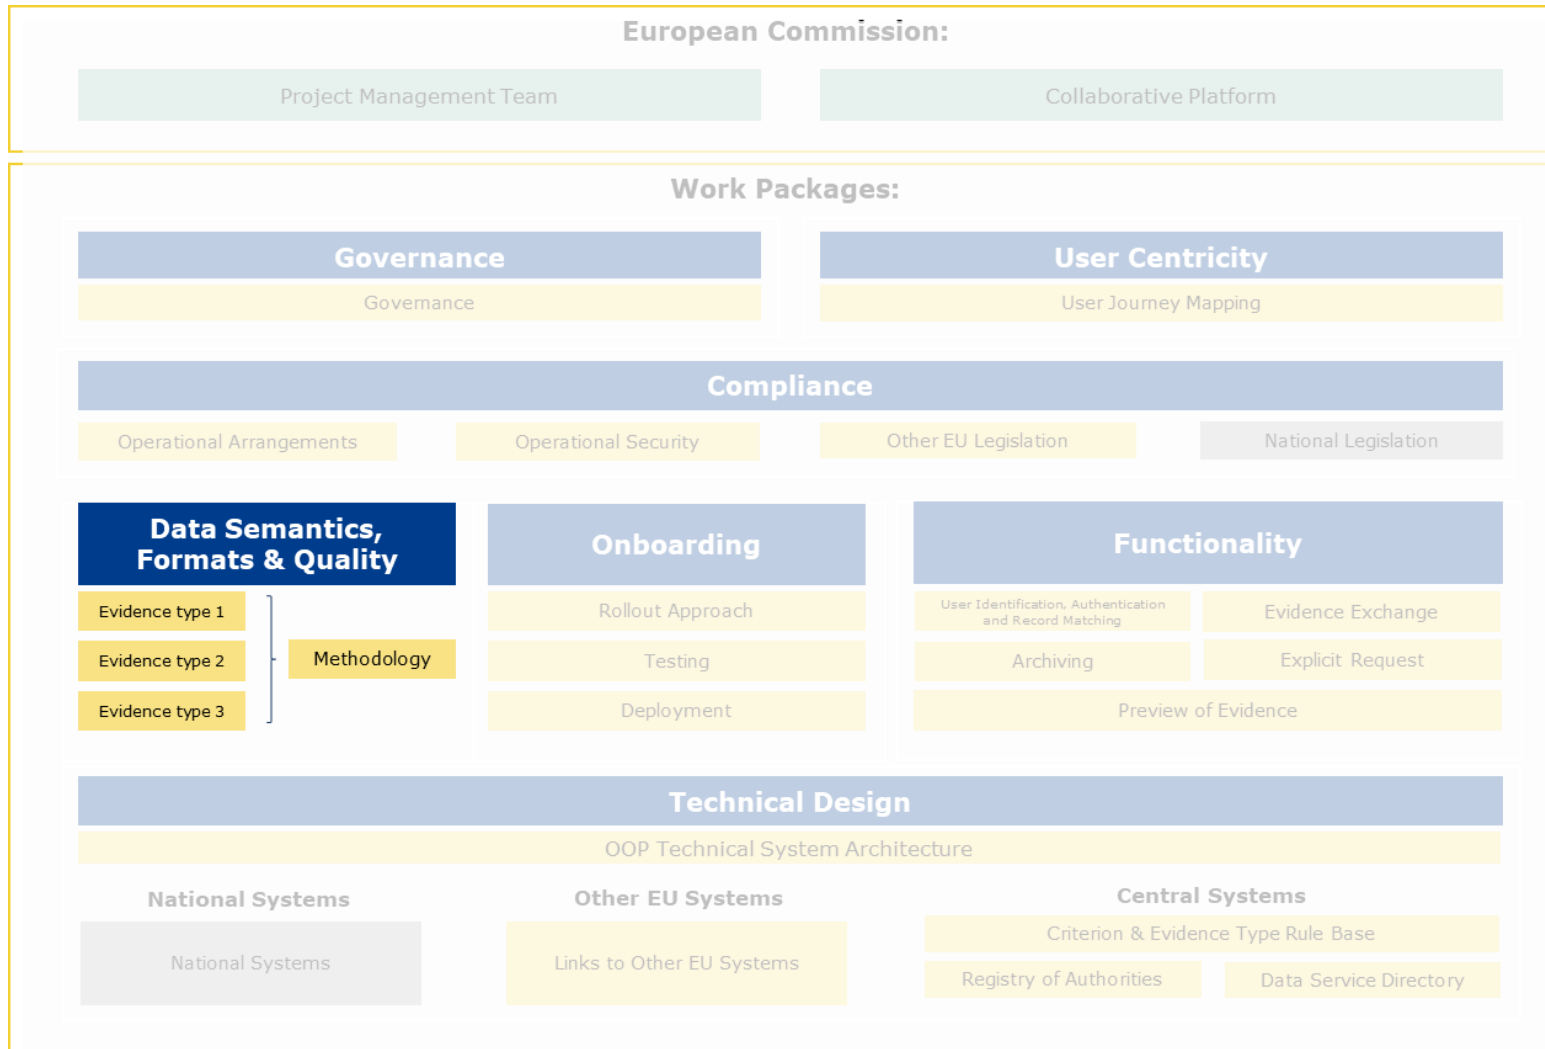 European Commission:
Project Management Team
Collaborative Platform
Work Packages:
Governance
Governance
User Centricity
User Journey Mapping
Compliance
Operational Arrangements
Operational Security
Other EU Legislation
National Legislation
Data Semantics,
Formats & Quality
Evidence type 1
Evidence type 2
Evidence type 3
Methodology
Onboarding
Rollout Approach
Testing
Deployment
Functionality
User Identification, Authentication
and Record Matching
Evidence Exchange
Archiving
Explicit Request
Preview of Evidence
Technical Design
OOP Technical System Architecture
National Systems
National Systems
Other EU Systems
Links to Other EU Systems
Central Systems
Criterion & Evidence Type Rule Base
Registry of Authorities
Data Service Directory